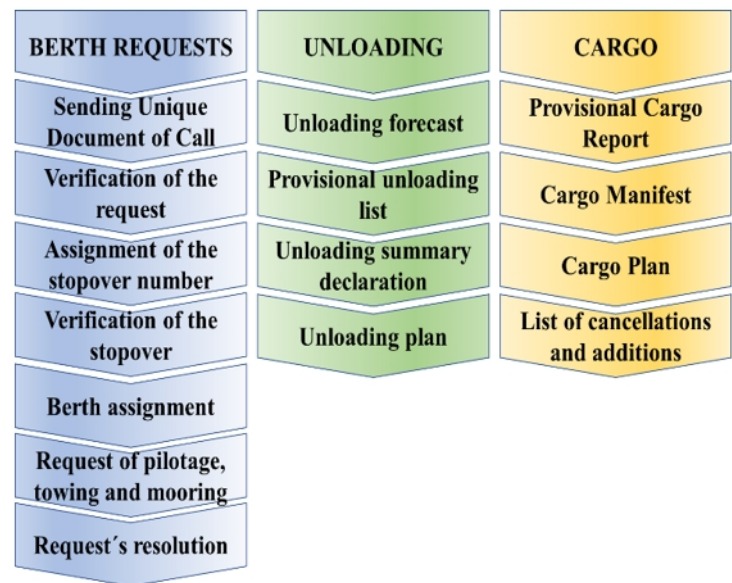 BERTH REQUESTS
Sending Unique
Document of Call
Verification of the
request
Assignment of the
stopover number
Verification of the
stopover
Berth assignment
Request of pilotage,
towing and mooring
Request´s resolution
UNLOADING
Unloading forecast
Provisional unloading
list
Unloading summary
declaration
Unloading plan
CARGO
Provisional Cargo
Report
Cargo Manifest
Cargo Plan
List of cancellations
and additions